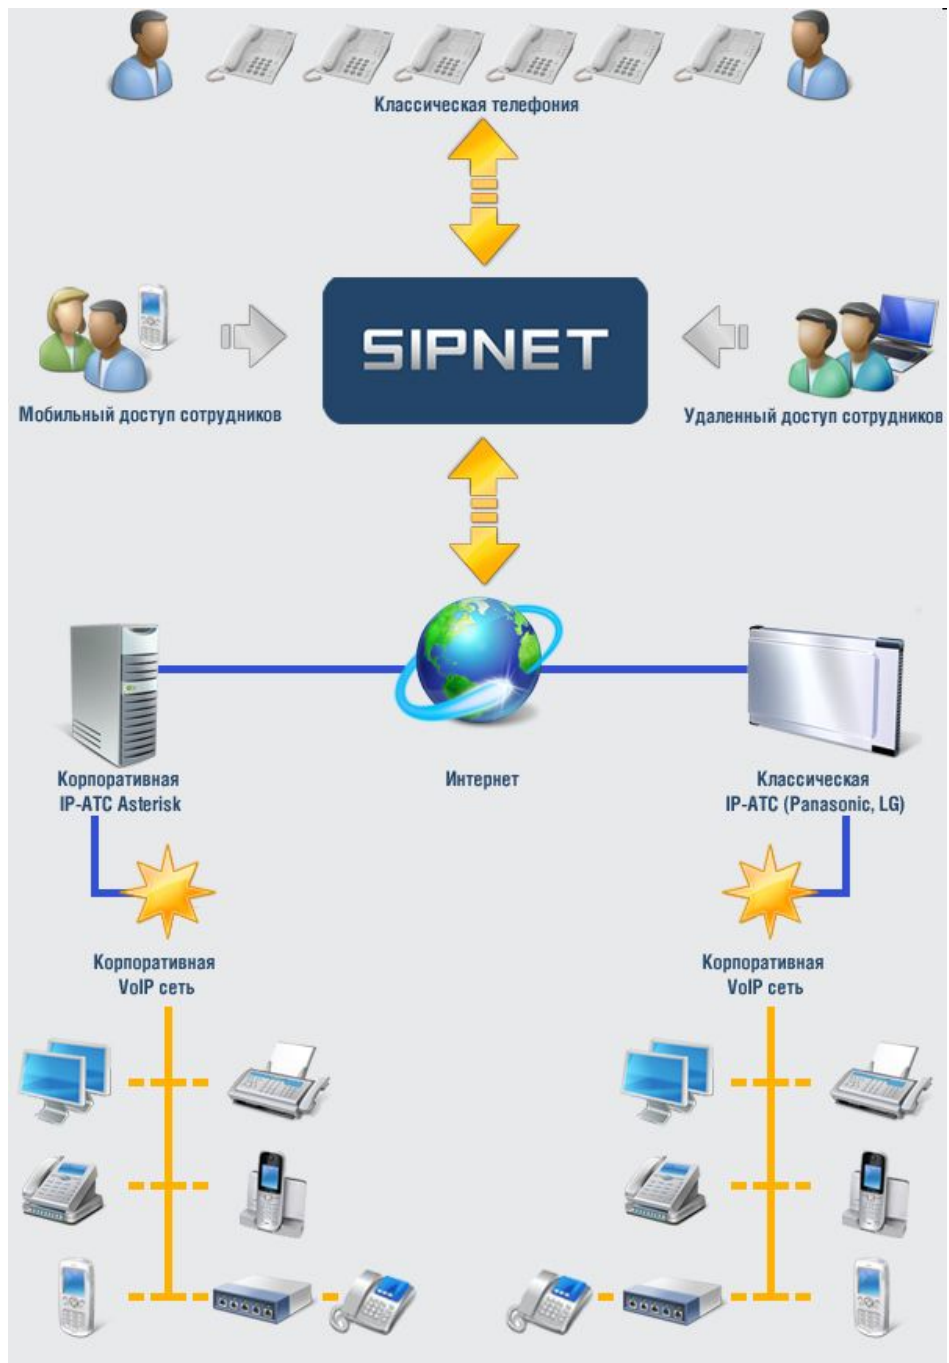 Классическая телефония
SIPNET
Мобильный доступ сотрудников
Удаленный доступ сотрудников
Корпоративная
IP-АТС Asterisk
Интернет
Классическая
IP-АТС (Panasonic, LG)
Корпоративная
VoIP сеть
Корпоративная
VoIP сеть